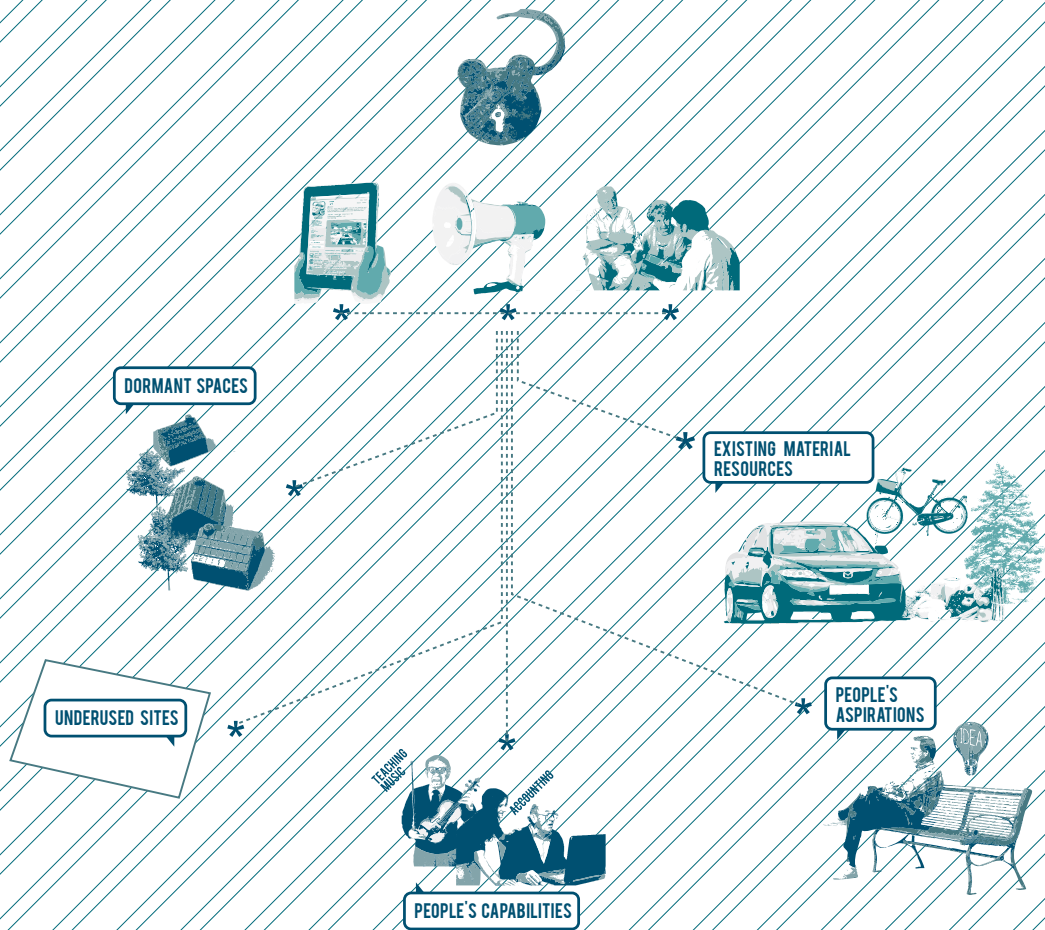 DORMANT SPACES
EXISTING MATERIAL
RESOURCES
UNDERUSED SITES
PEOPLE'S
ASPIRATIONS
IDEA
TEACHING
MUSIC
ACCOUNTING
PEOPLE'S CAPABILITIES